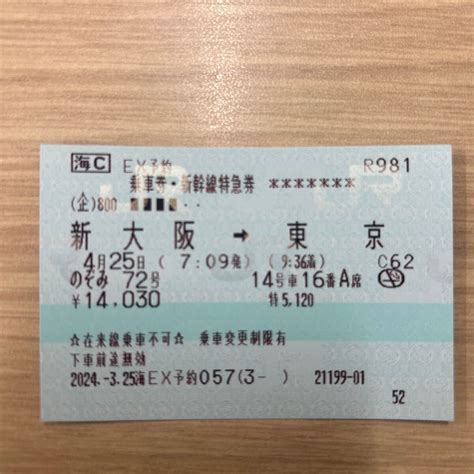 海C EX予約 R981
乗車券・新幹線特急券 *******
(企)800
新大阪 → 東京
4月25日 ( 7:09発) ( 9:36着) C62
のぞみ 72号 14号車 16番A席
¥14,030 特5,120
☆在来線乗車不可☆ 乗車変更制限有
下車前途無効
2024.-3.25海EX予約057(3- ) 21199-01
52